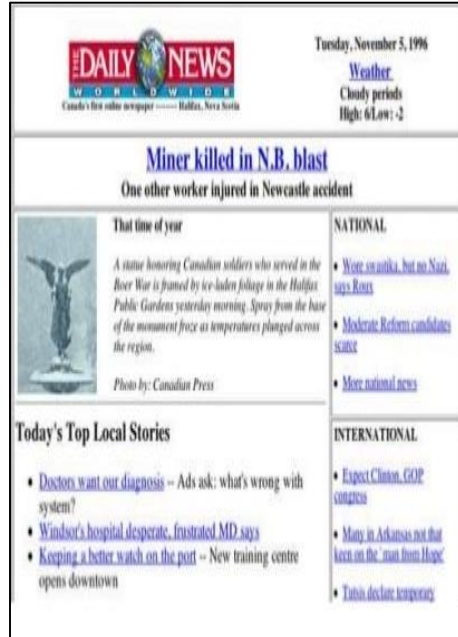 THE DAILY NEWS
WORLDWIDE
Canada's first online newspaper -------- Halifax, Nova Scotia
Tuesday, November 5, 1996
Weather
Cloudy periods
High: 6/Low: -2
Miner killed in N.B. blast
One other worker injured in Newcastle accident
That time of year
A statue honoring Canadian soldiers who served in the
Boer War is framed by ice-laden foliage in the Halifax
Public Gardens yesterday morning. Spray from the base
of the monument froze as temperatures plunged across
the region.
Photo by: Canadian Press
Today's Top Local Stories
• Doctors want our diagnosis -- Ads ask: what's wrong with
system?
• Windsor's hospital desperate, frustrated MD says
• Keeping a better watch on the port -- New training centre
opens downtown
NATIONAL
• Wore swastika, but no Nazi,
says Roux
• Moderate Reform candidates
scarce
• More national news
INTERNATIONAL
• Expect Clinton, GOP
congress
• Many in Arkansas not that
keen on the 'man from Hope'
• Tutsis declare temporary